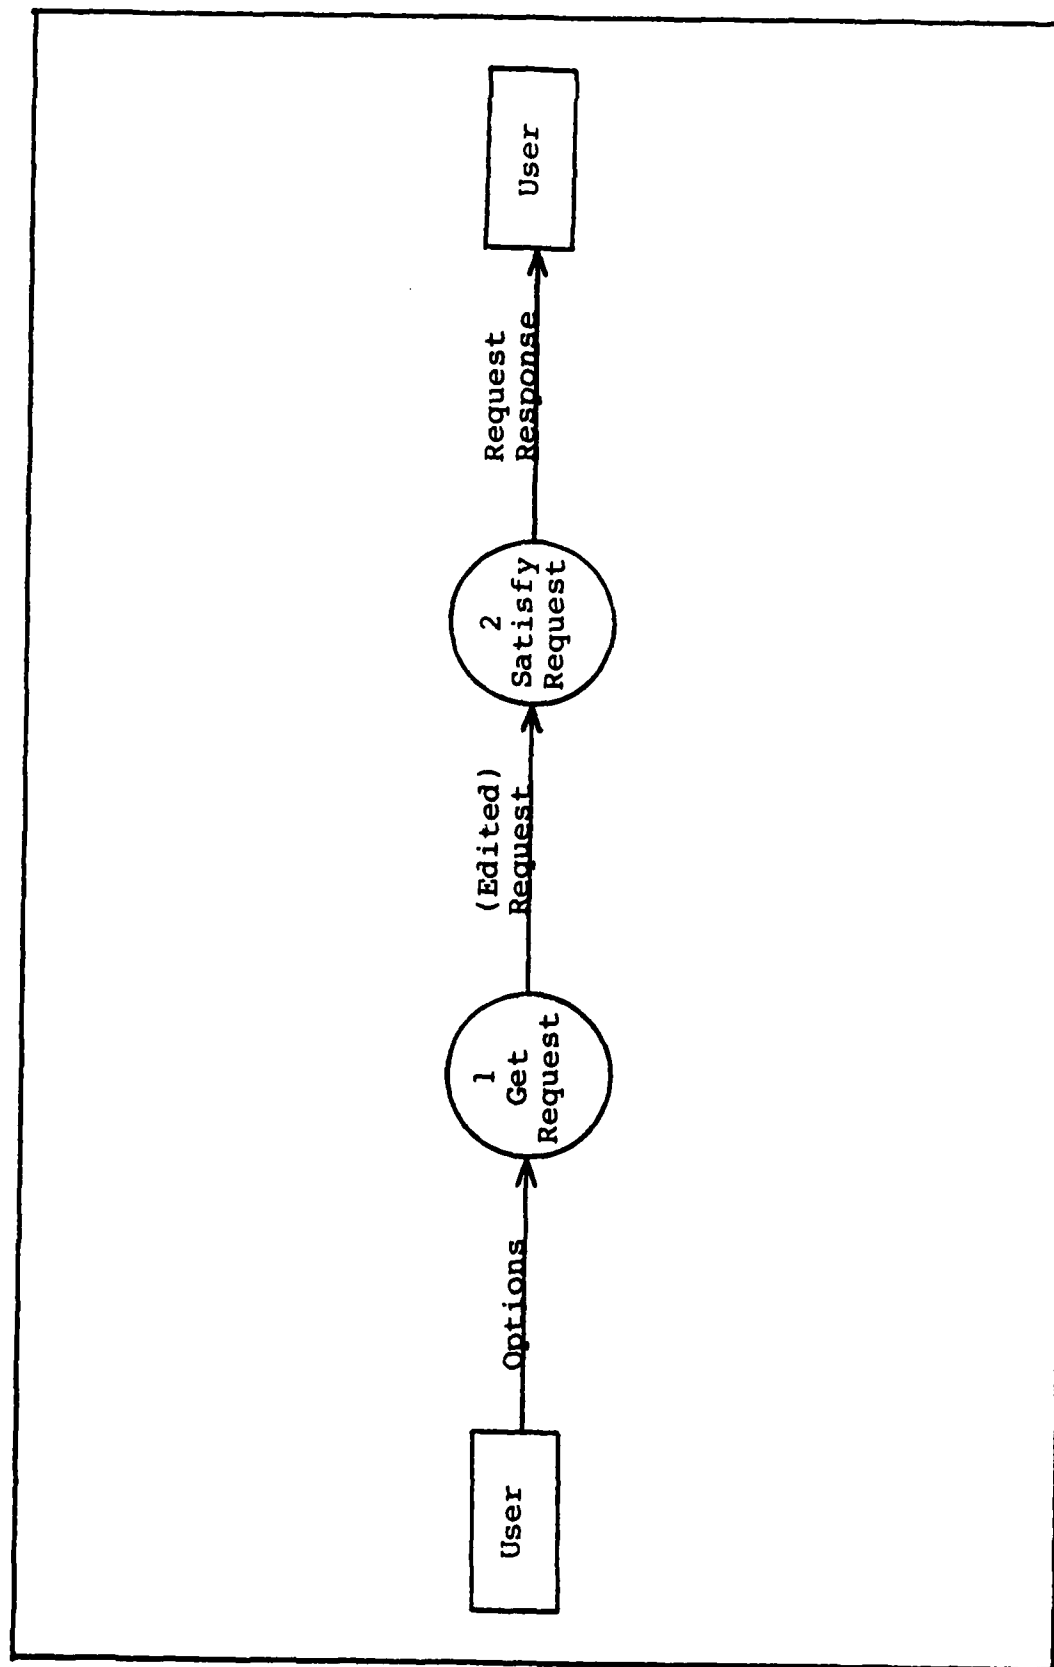 User
Options
1
Get
Request
(Edited)
Request
2
Satisfy
Request
Request
Response
User